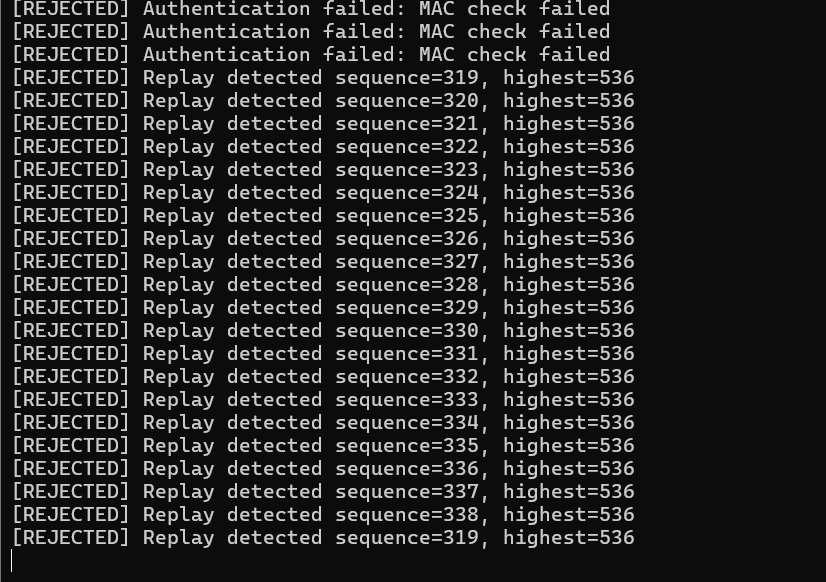 [REJECTED] Authentication failed: MAC check failed
[REJECTED] Authentication failed: MAC check failed
[REJECTED] Authentication failed: MAC check failed
[REJECTED] Replay detected sequence=319, highest=536
[REJECTED] Replay detected sequence=320, highest=536
[REJECTED] Replay detected sequence=321, highest=536
[REJECTED] Replay detected sequence=322, highest=536
[REJECTED] Replay detected sequence=323, highest=536
[REJECTED] Replay detected sequence=324, highest=536
[REJECTED] Replay detected sequence=325, highest=536
[REJECTED] Replay detected sequence=326, highest=536
[REJECTED] Replay detected sequence=327, highest=536
[REJECTED] Replay detected sequence=328, highest=536
[REJECTED] Replay detected sequence=329, highest=536
[REJECTED] Replay detected sequence=330, highest=536
[REJECTED] Replay detected sequence=331, highest=536
[REJECTED] Replay detected sequence=332, highest=536
[REJECTED] Replay detected sequence=333, highest=536
[REJECTED] Replay detected sequence=334, highest=536
[REJECTED] Replay detected sequence=335, highest=536
[REJECTED] Replay detected sequence=336, highest=536
[REJECTED] Replay detected sequence=337, highest=536
[REJECTED] Replay detected sequence=338, highest=536
[REJECTED] Replay detected sequence=319, highest=536